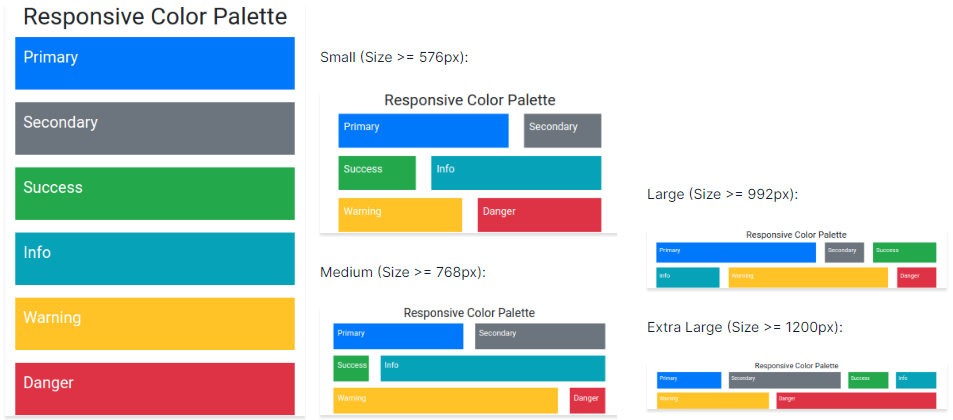 Responsive Color Palette
Primary
Secondary
Success
Info
Warning
Danger
Small (Size >= 576px):
Responsive Color Palette
Primary Secondary
Success Info
Warning Danger
Medium (Size >= 768px):
Responsive Color Palette
Primary Secondary
Success Info
Warning Danger
Large (Size >= 992px):
Responsive Color Palette
Primary Secondary Success
Info Warning Danger
Extra Large (Size >= 1200px):
Responsive Color Palette
Primary Secondary Success Info
Warning Danger